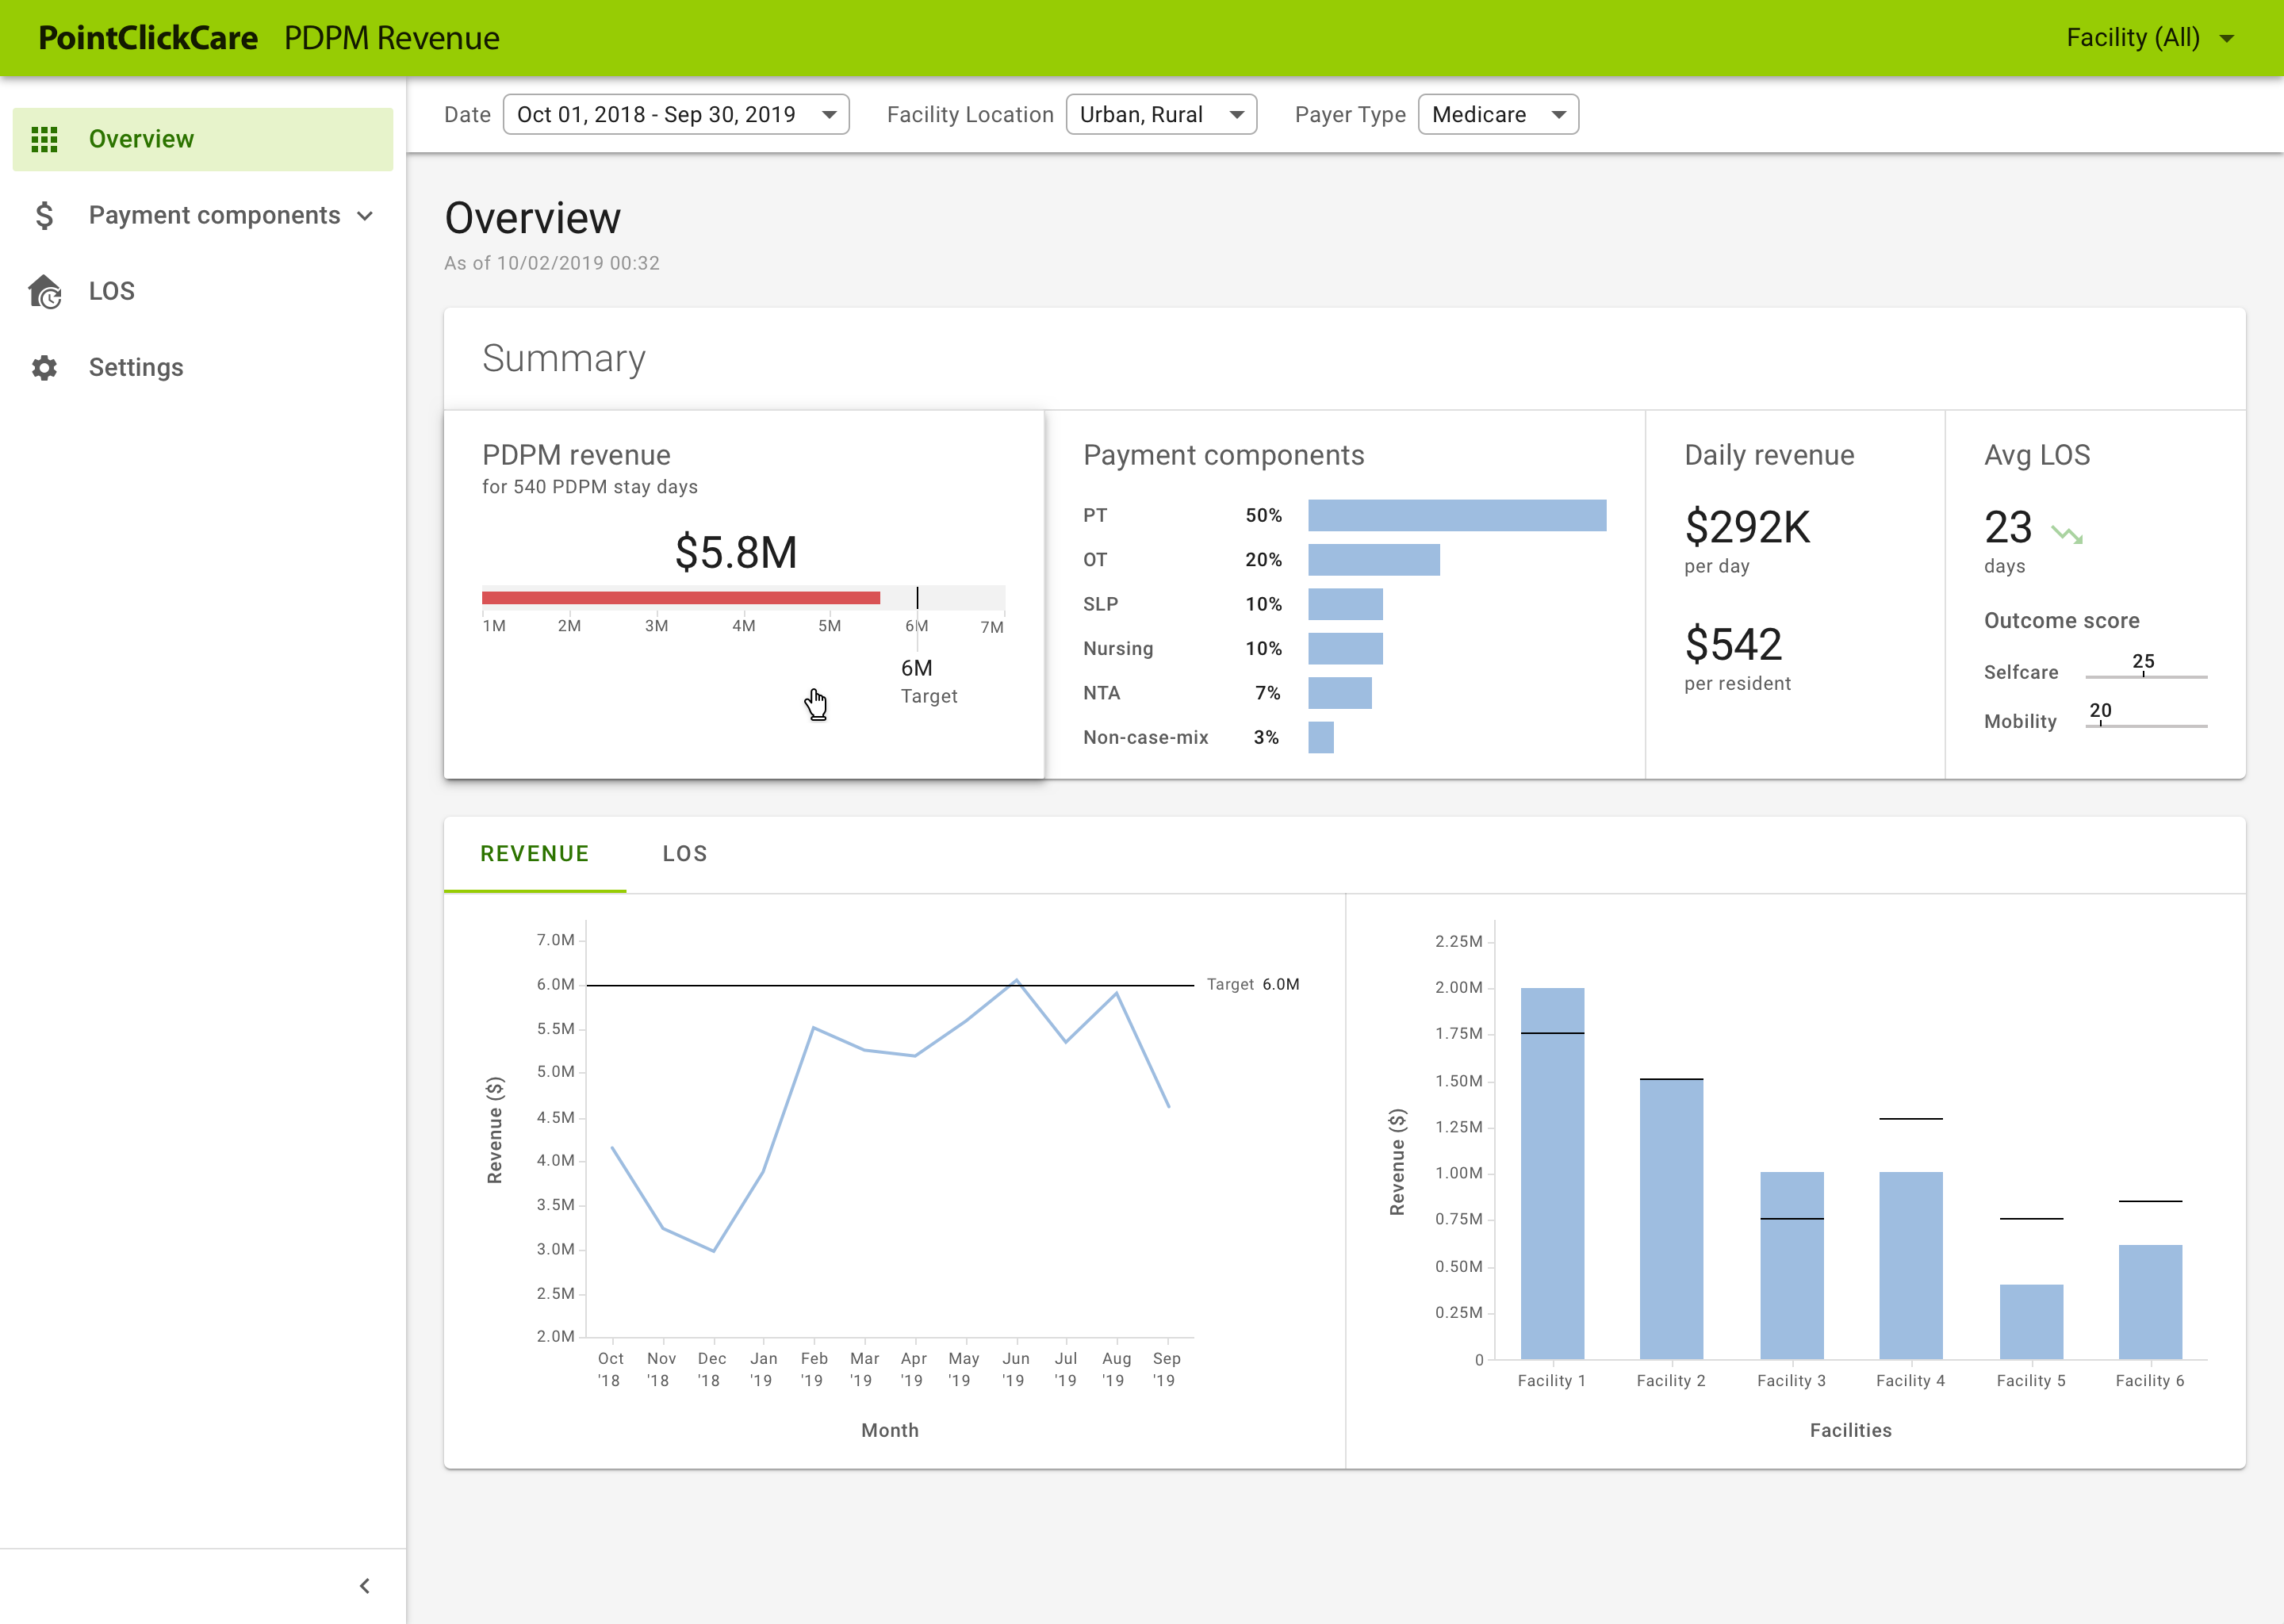 PointClickCare PDPM Revenue
Facility (All)
Date Oct 01, 2018 - Sep 30, 2019
Facility Location Urban, Rural
Payer Type Medicare
Overview
Payment components
LOS
Settings
Overview
As of 10/02/2019 00:32
Summary
PDPM revenue
for 540 PDPM stay days
$5.8M
1M 2M 3M 4M 5M 6M 7M
6M
Target
Payment components
PT 50%
OT 20%
SLP 10%
Nursing 10%
NTA 7%
Non-case-mix 3%
Daily revenue
$292K
per day
$542
per resident
Avg LOS
23
days
Outcome score
Selfcare 25
Mobility 20
REVENUE LOS
Revenue ($)
7.0M
6.0M
5.5M
5.0M
4.5M
4.0M
3.5M
3.0M
2.5M
2.0M
Target 6.0M
Oct Nov Dec Jan Feb Mar Apr May Jun Jul Aug Sep
'18 '18 '18 '19 '19 '19 '19 '19 '19 '19 '19 '19
Month
Revenue ($)
2.25M
2.00M
1.75M
1.50M
1.25M
1.00M
0.75M
0.50M
0.25M
0
Facility 1 Facility 2 Facility 3 Facility 4 Facility 5 Facility 6
Facilities